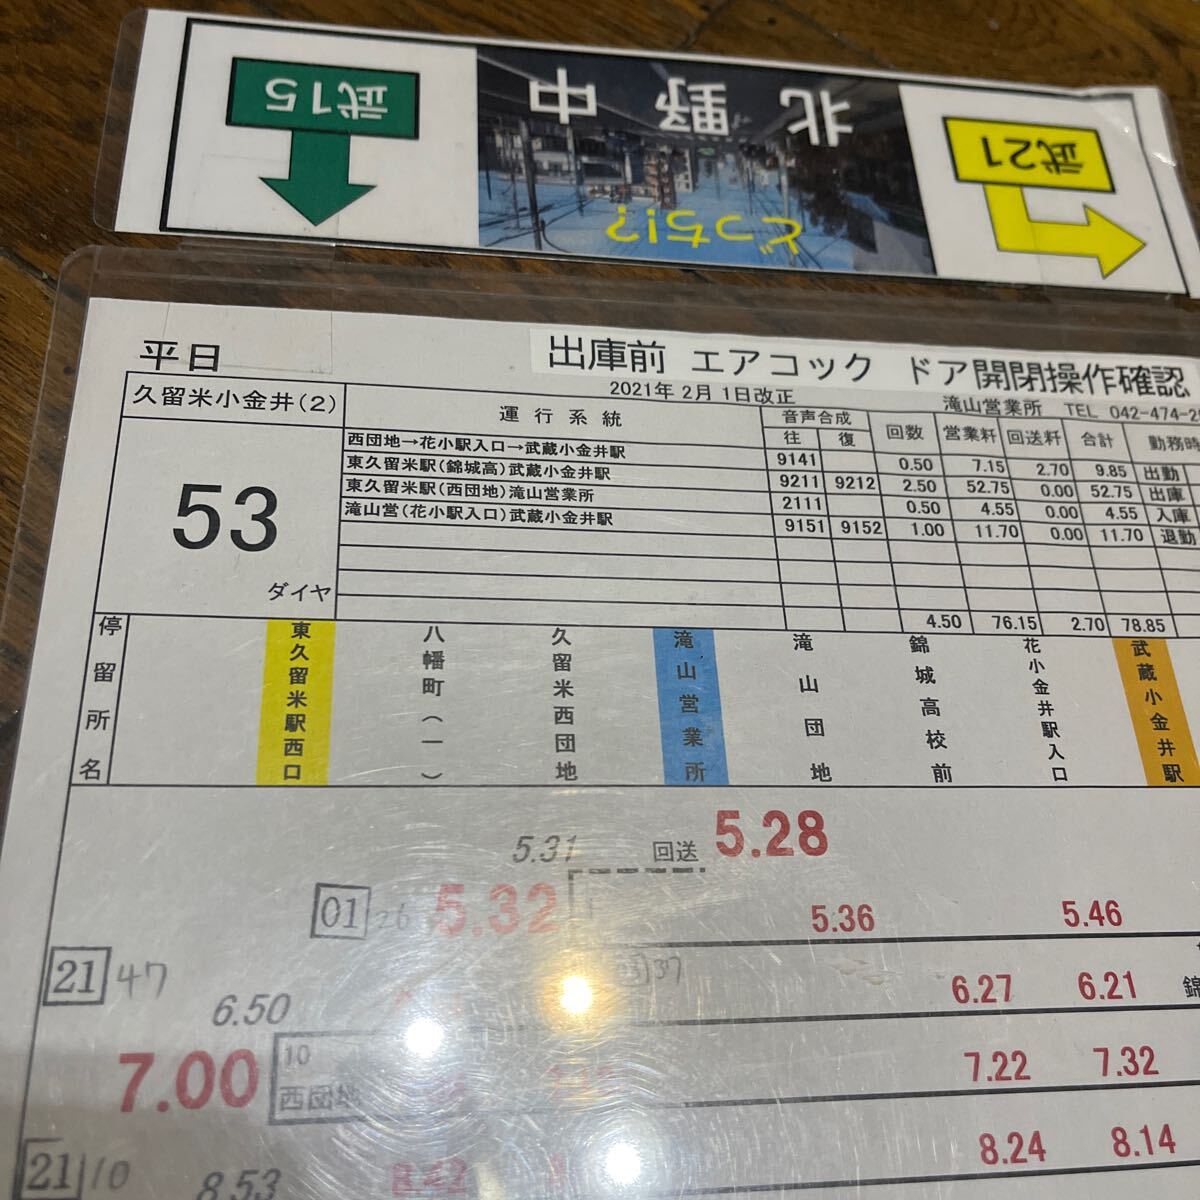 武15
北野中
どっち!?
武21
平日
出庫前 エアコック ドア開閉操作確認
2021年 2月 1日改正
滝山営業所 TEL 042-474-2
久留米小金井(2)
53
ダイヤ
運行系統 音声合成 往 復 回数 営業料 回送料 合計
西団地→花小駅入口→武蔵小金井駅 9141 0.50 7.15 2.70 9.85 出勤
東久留米駅(錦城高)武蔵小金井駅 9211 9212 2.50 52.75 0.00 52.75 出庫
東久留米駅(西団地)滝山営業所 2111 0.50 4.55 0.00 4.55 入庫
滝山営(花小駅入口)武蔵小金井駅 9151 9152 1.00 11.70 0.00 11.70 退勤
4.50 76.15 2.70 78.85
停留所名
東久留米駅西口
八幡町(一)
久留米西団地
滝山営業所
滝山団地
錦城高校前
花小金井駅入口
武蔵小金井駅
5.31 回送 5.28
01 26 5.32 5.36 5.46
21 47 6.50 37 6.27 6.21
7.00 10 西団地 7.22 7.32
21 10 8.53 8.42 8.24 8.14